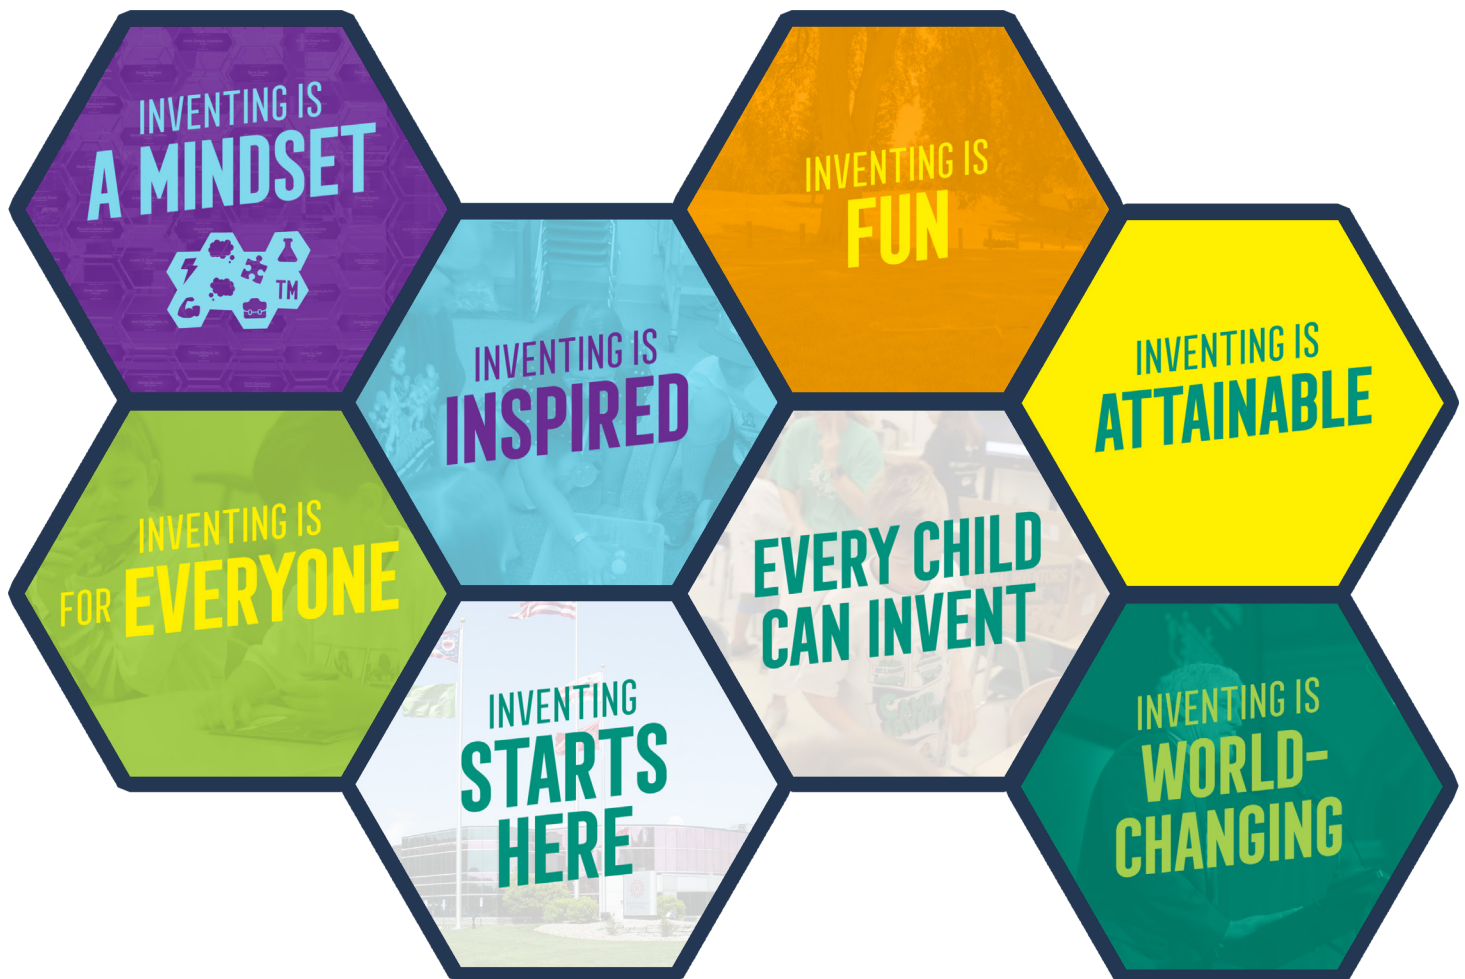 INVENTING IS
A MINDSET
TM
INVENTING IS
FUN
INVENTING IS
INSPIRED
INVENTING IS
ATTAINABLE
INVENTING IS
FOR EVERYONE
EVERY CHILD
CAN INVENT
INVENTING
STARTS
HERE
INVENTING IS
WORLD-
CHANGING